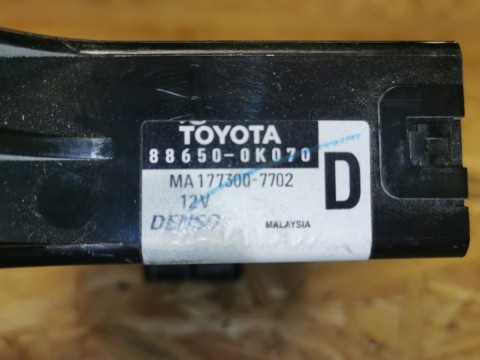 TOYOTA
88650-0K070
MA177300-7702
12V
D
DENSO MALAYSIA